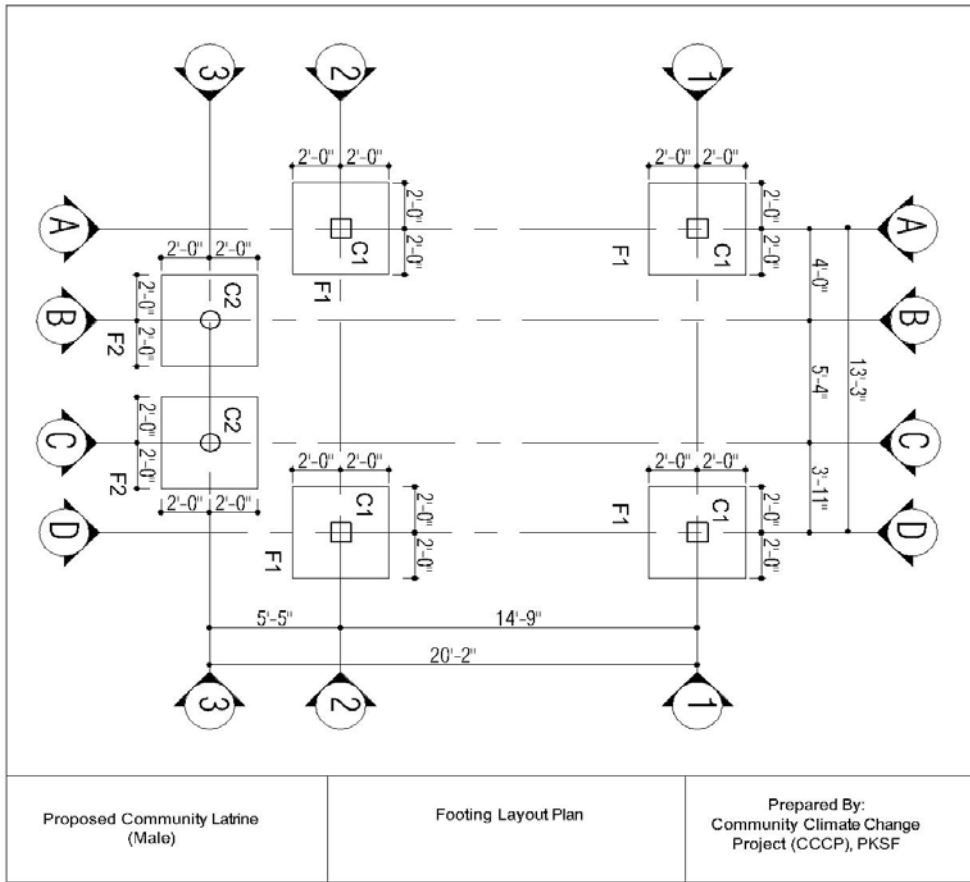 3
2
1
2'-0" 2'-0"
2'-0" 2'-0"
A
2'-0"
2'-0"
C1
F1
2'-0"
2'-0"
C1
F1
A
2'-0" 2'-0"
4'-0"
B
2'-0"
2'-0"
C2
F2
B
5'-4"
13'-3"
C
2'-0"
2'-0"
C2
F2
2'-0" 2'-0"
C
2'-0" 2'-0"
2'-0" 2'-0"
3'-11"
D
C1
2'-0"
2'-0"
F1
C1
2'-0"
2'-0"
F1
D
5'-5"
14'-9"
20'-2"
3
2
1
Proposed Community Latrine
(Male)
Footing Layout Plan
Prepared By:
Community Climate Change
Project (CCCP), PKSF